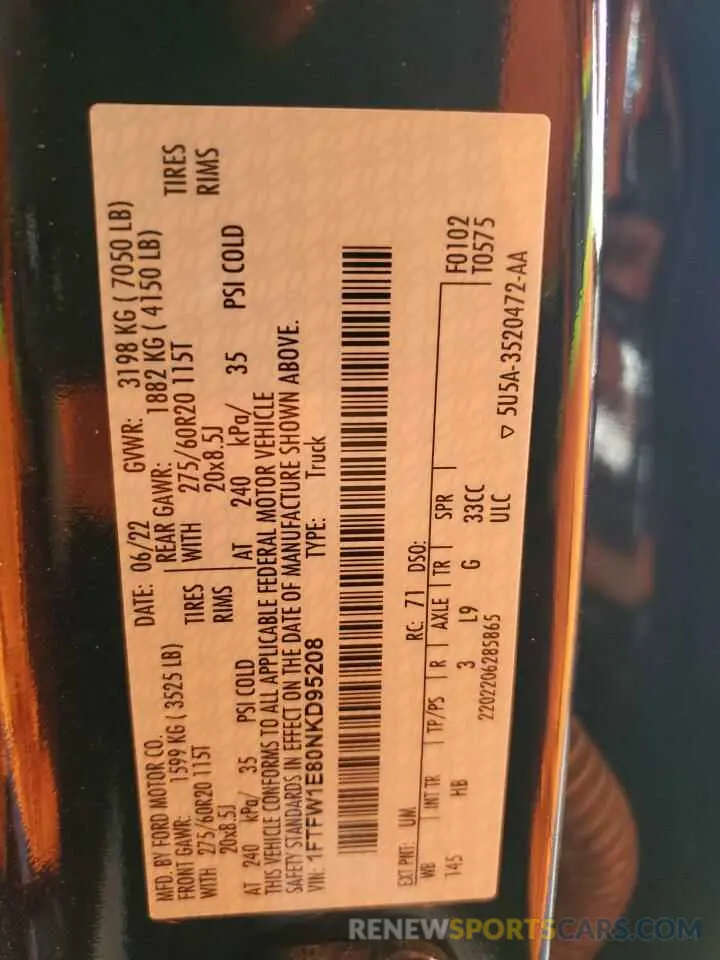 MFD. BY FORD MOTOR CO.
DATE: 06/22 GVWR: 3198 KG ( 7050 LB)
FRONT GAWR: 1599 KG ( 3525 LB)
REAR GAWR: 1882 KG ( 4150 LB)
WITH 275/60R20 115T TIRES
20x8.5J RIMS
WITH 275/60R20 115T TIRES
20x8.5J RIMS
AT 240 kPa/ 35 PSI COLD
AT 240 kPa/ 35 PSI COLD
THIS VEHICLE CONFORMS TO ALL APPLICABLE FEDERAL MOTOR VEHICLE
SAFETY STANDARDS IN EFFECT ON THE DATE OF MANUFACTURE SHOWN ABOVE.
VIN: 1FTFW1E80NKD95208 TYPE: Truck
EXT PNT: UM RC: 71 DSO: F0102
T0575
WB INT TR TP/PS R AXLE TR SPR
145 HB 3 L9 G 33CC
2202206285865 ULC
▽ 5U5A-3520472-AA
RENEWSPORTSCARS.COM